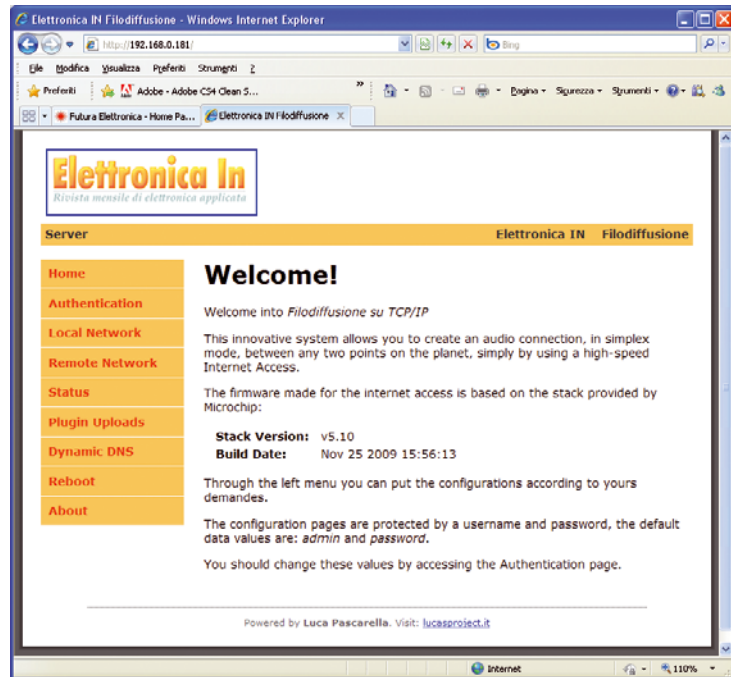 Elettronica IN Filodiffusione - Windows Internet Explorer
http://192.168.0.181/
Bing
File Modifica Visualizza Preferiti Strumenti ?
Preferiti Adobe - Adobe CS4 Clean S... » Pagina Sicurezza Strumenti
Futura Elettronica - Home Pa... Elettronica IN Filodiffusione X
Elettronica In
Rivista mensile di elettronica applicata
Server Elettronica IN Filodiffusione
Home
Authentication
Local Network
Remote Network
Status
Plugin Uploads
Dynamic DNS
Reboot
About
Welcome!
Welcome into Filodiffusione su TCP/IP
This innovative system allows you to create an audio connection, in simplex
mode, between any two points on the planet, simply by using a high-speed
Internet Access.
The firmware made for the internet access is based on the stack provided by
Microchip:
Stack Version: v5.10
Build Date: Nov 25 2009 15:56:13
Through the left menu you can put the configurations according to yours
demandes.
The configuration pages are protected by a username and password, the default
data values are: admin and password.
You should change these values by accessing the Authentication page.
Powered by Luca Pascarella. Visit: lucasproject.it
Internet 110%